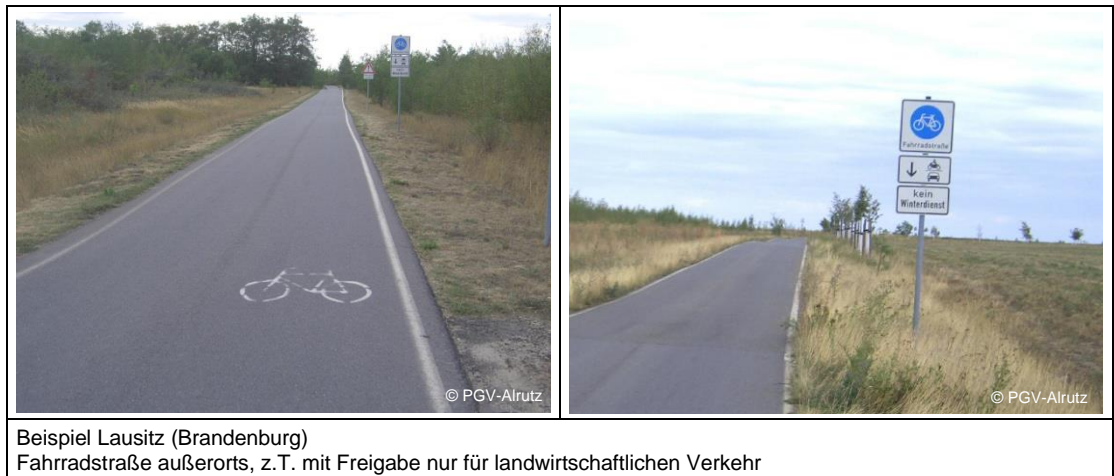 © PGV-Alrutz
Fahrradstraße
kein
Winterdienst
© PGV-Alrutz
Beispiel Lausitz (Brandenburg)
Fahrradstraße außerorts, z.T. mit Freigabe nur für landwirtschaftlichen Verkehr